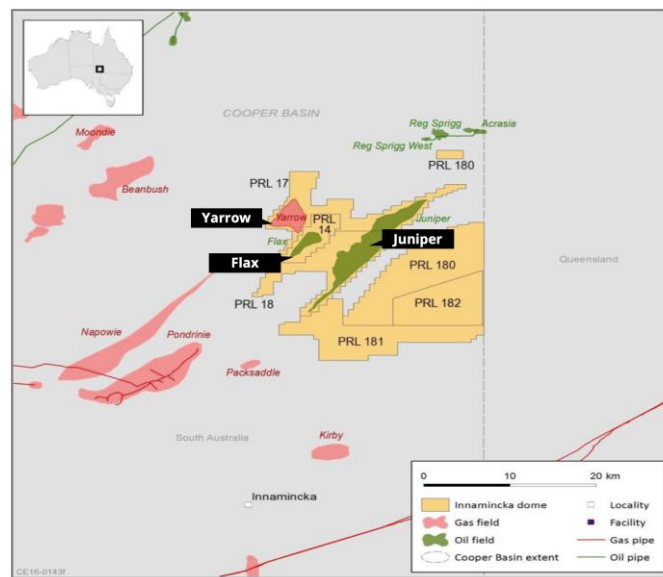 COOPER BASIN
Moondie
Beanbush
Reg Sprigg
Acrasia
Reg Sprigg West
PRL 180
PRL 17
Yarrow
Yarrow
PRL
14
Juniper
Flax
Juniper
Flax
PRL 180
Queensland
PRL 18
PRL 182
Napowie
Pondrinie
PRL 181
Packsaddle
South Australia
Kirby
Innamincka
0 10 20 km
Innamincka dome
Locality
Gas field
Facility
Oil field
Gas pipe
Cooper Basin extent
Oil pipe
CE16-0143f